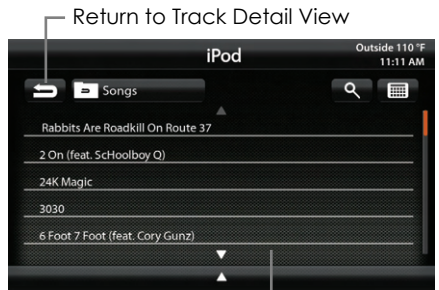 Return to Track Detail View
iPod
Outside 110 °F
11:11 AM
Songs
Rabbits Are Roadkill On Route 37
2 On (feat. ScHoolboy Q)
24K Magic
3030
6 Foot 7 Foot (feat. Cory Gunz)